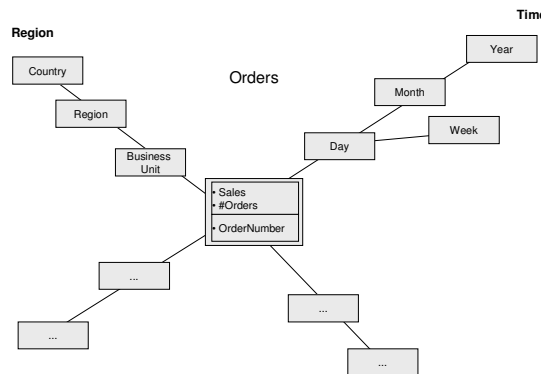 Time
Region
Year
Country
Orders
Month
Region
Week
Day
Business
Unit
• Sales
• #Orders
• OrderNumber
...
...
...
...